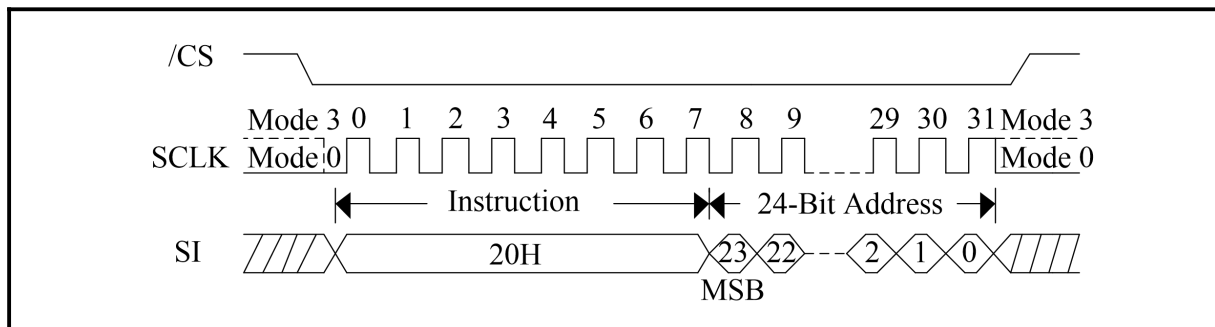 /CS
Mode 3 0 1 2 3 4 5 6 7 8 9 29 30 31 Mode 3
SCLK Mode 0 Mode 0
Instruction 24-Bit Address
SI 20H 23 22 2 1 0
MSB